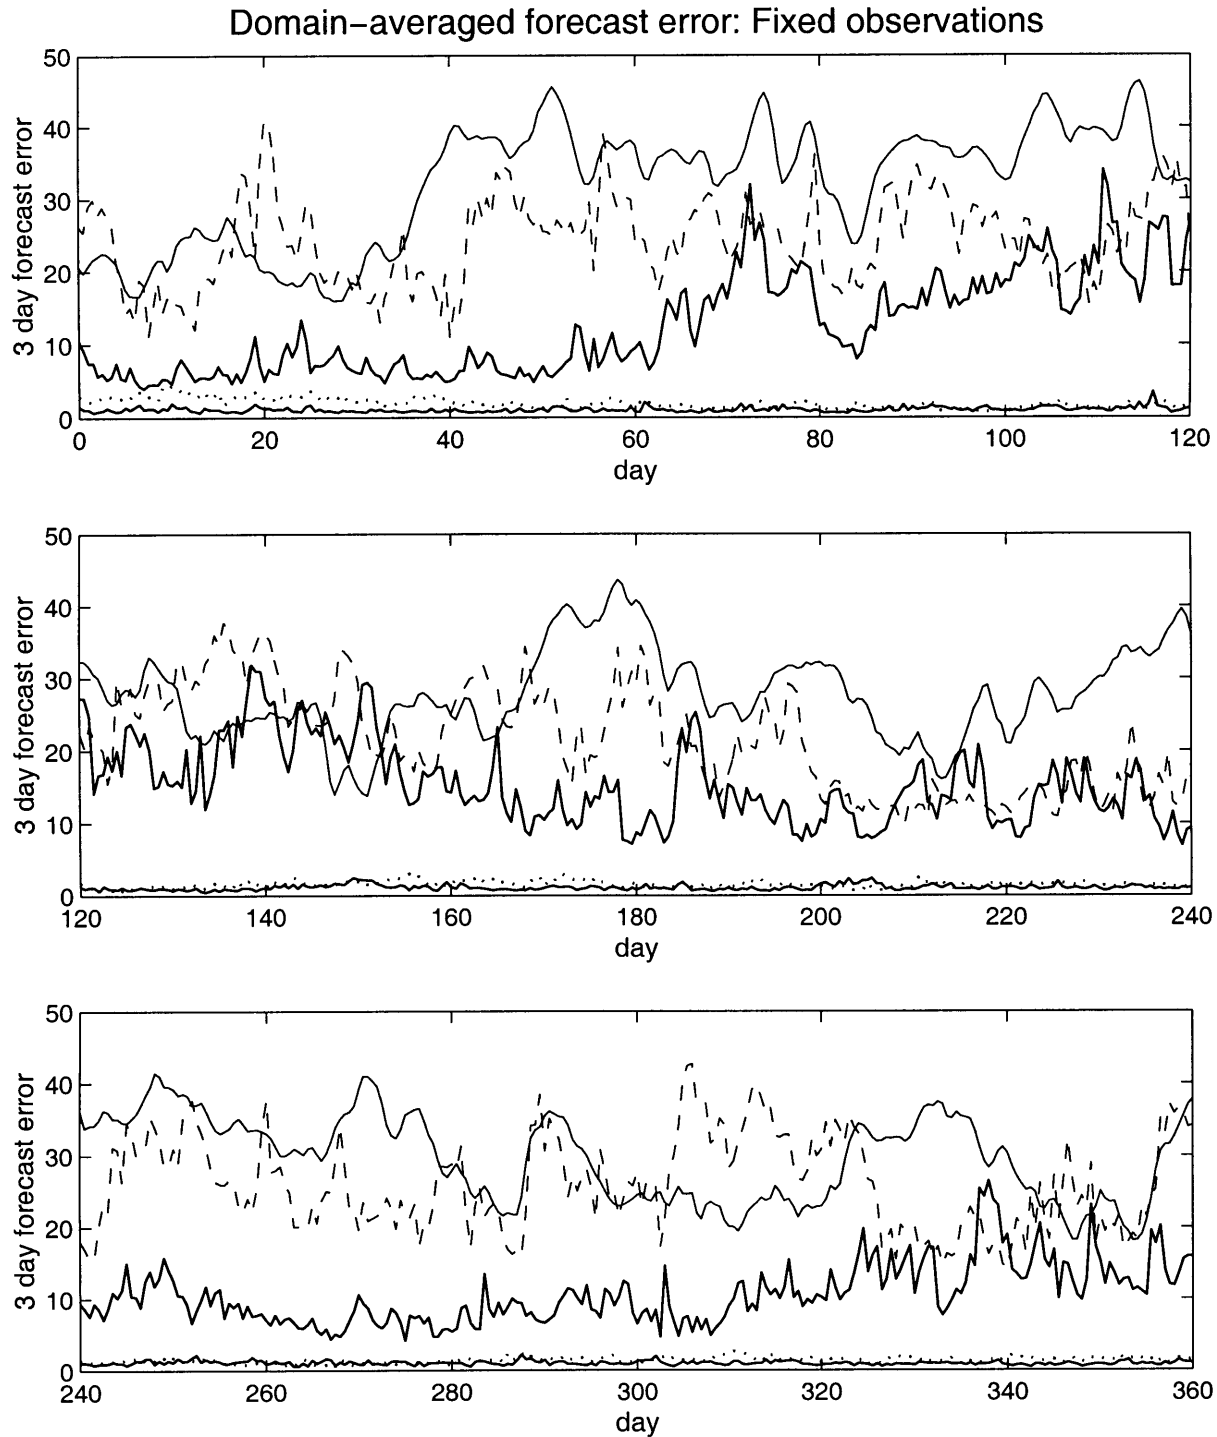 Domain-averaged forecast error: Fixed observations
50
40
30
20
10
0
3 day forecast error
0 20 40 60 80 100 120
day
50
40
30
20
10
0
3 day forecast error
120 140 160 180 200 220 240
day
50
40
30
20
10
0
3 day forecast error
240 260 280 300 320 340 360
day